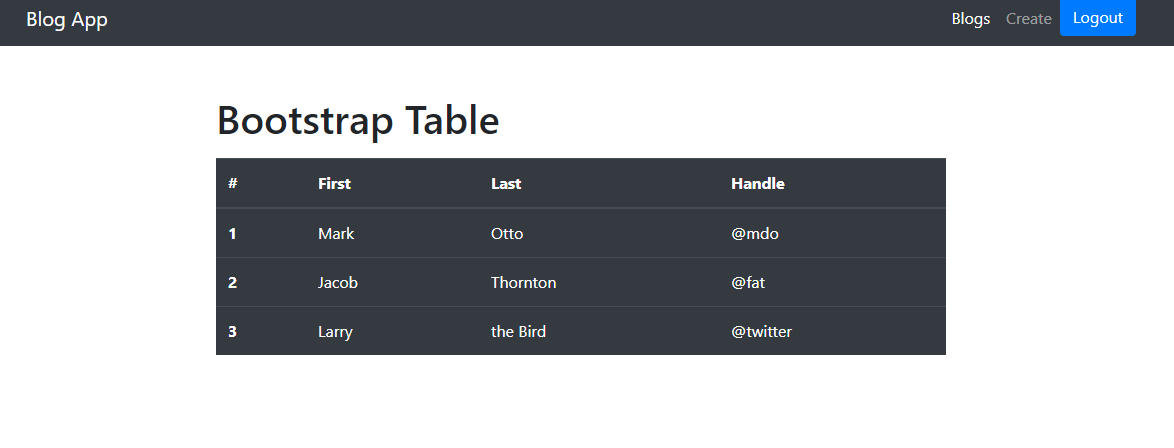 Blog App Blogs Create Logout
Bootstrap Table
# First Last Handle
1 Mark Otto @mdo
2 Jacob Thornton @fat
3 Larry the Bird @twitter